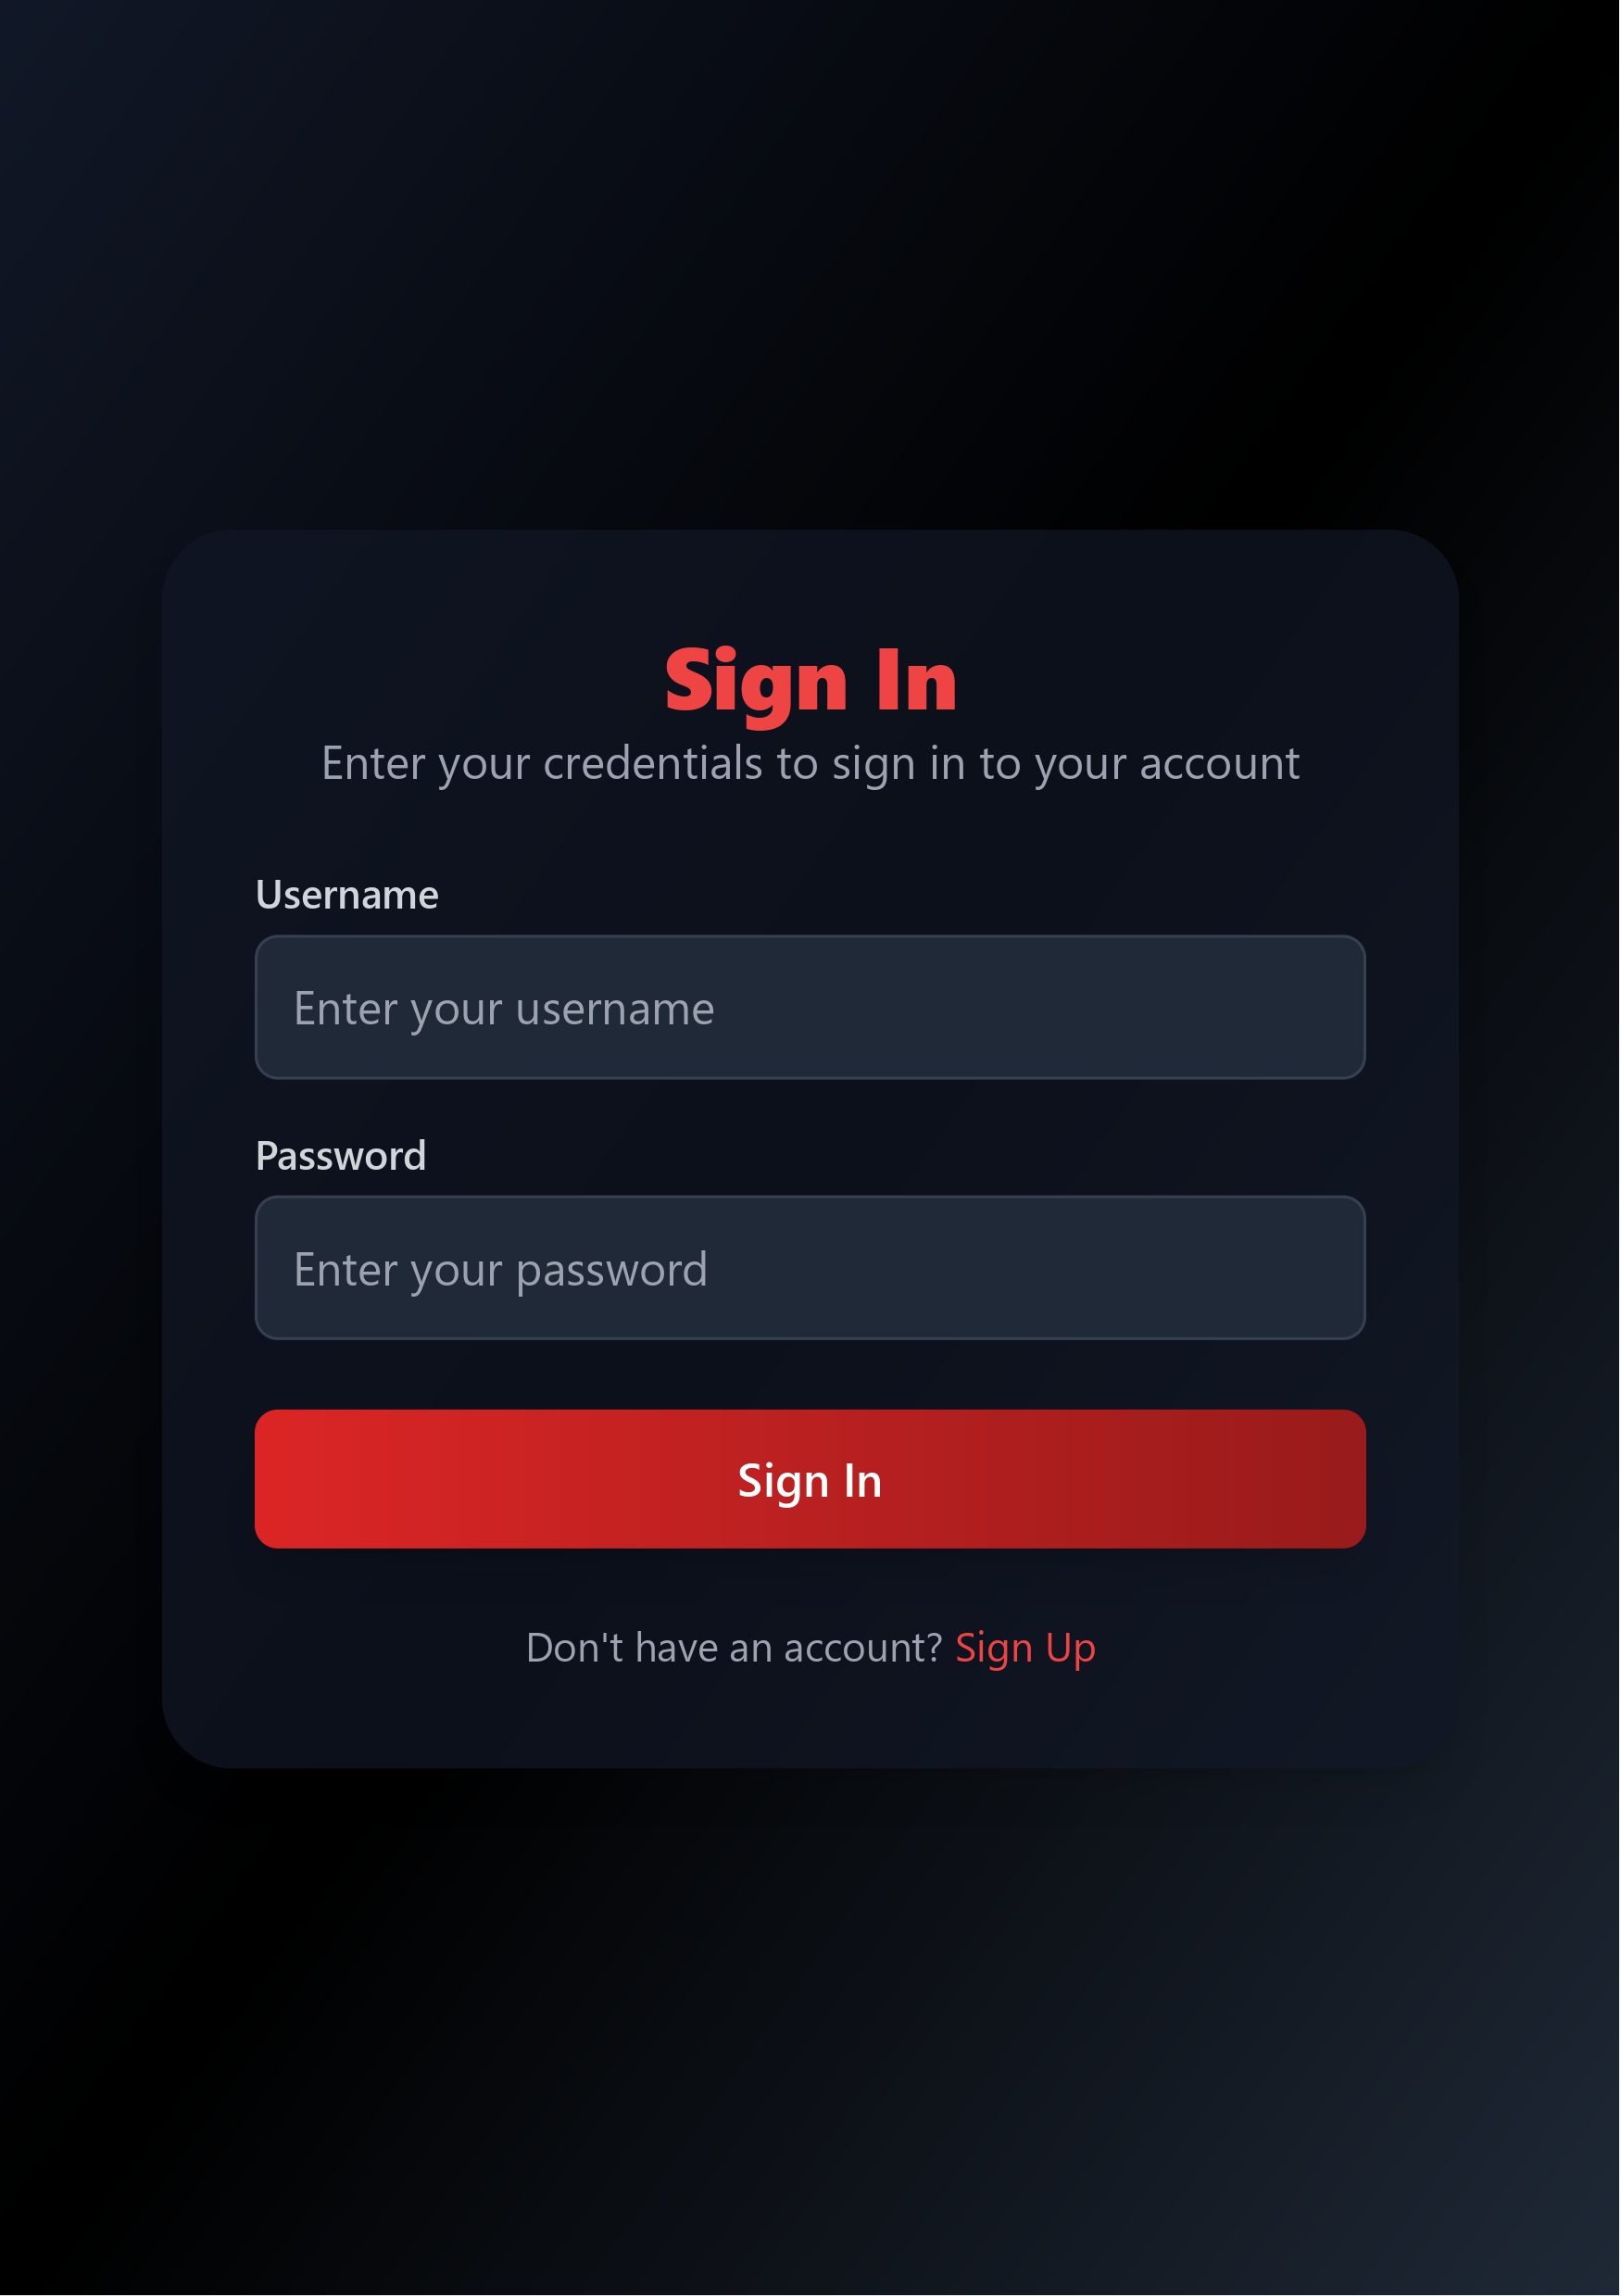 Sign In
Enter your credentials to sign in to your account
Username
Enter your username
Password
Enter your password
Sign In
Don't have an account? Sign Up